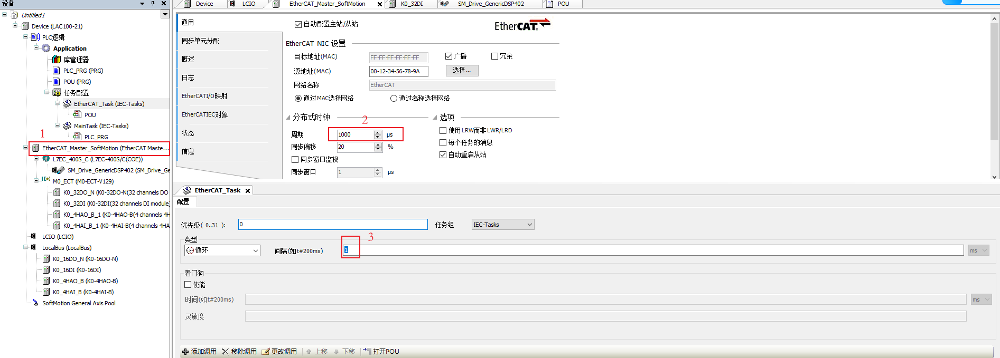 设备
Untitled1
Device (LAC100-21)
PLC逻辑
Application
库管理器
PLC_PRG (PRG)
POU (PRG)
任务配置
EtherCAT_Task (IEC-Tasks)
POU
MainTask (IEC-Tasks)
PLC_PRG
1
EtherCAT_Master_SoftMotion (EtherCAT Maste...
L7EC_400S_C (L7EC-400S/C(COE))
SM_Drive_GenericDSP402 (SM_Drive_Ge
M0_ECT (M0-ECT-V129)
K0_32DO_N (K0-32DO-N(32 channels DO
K0_32DI (K0-32DI(32 channels DI module)
K0_4HAO_B_1 (K0-4HAO-B(4 channels 4H
K0_4HAI_B_1 (K0-4HAI-B(4 channels 4HA
LCIO (LCIO)
LocalBus (LocalBus)
K0_16DO_N (K0-16DO-N)
K0_16DI (K0-16DI)
K0_4HAO_B (K0-4HAO-B)
K0_4HAI_B (K0-4HAI-B)
SoftMotion General Axis Pool
Device LCIO EtherCAT_Master_SoftMotion K0_32DI SM_Drive_GenericDSP402 POU
通用
同步单元分配
概述
日志
EtherCATI/O映射
EtherCATIEC对象
状态
信息
自动配置主站/从站
EtherCAT
EtherCAT NIC 设置
目标地址(MAC) FF-FF-FF-FF-FF-FF 广播 冗余
源地址(MAC) 00-12-34-56-78-9A 选择...
网络名称 EtherCAT
通过MAC选择网络 通过名称选择网络
分布式时钟 2 选项
周期 1000 µs 使用LRW而非LWR/LRD
同步偏移 20 % 每个任务的消息
同步窗口监视 自动重启从站
同步窗口 1 µs
EtherCAT_Task
配置
优先级( 0..31 ): 0 任务组 IEC-Tasks
类型 3
循环 间隔(如t#200ms) 1 ms
看门狗
使能
时间(如t#200ms) ms
灵敏度
添加调用 移除调用 更改调用 上移 下移 打开POU